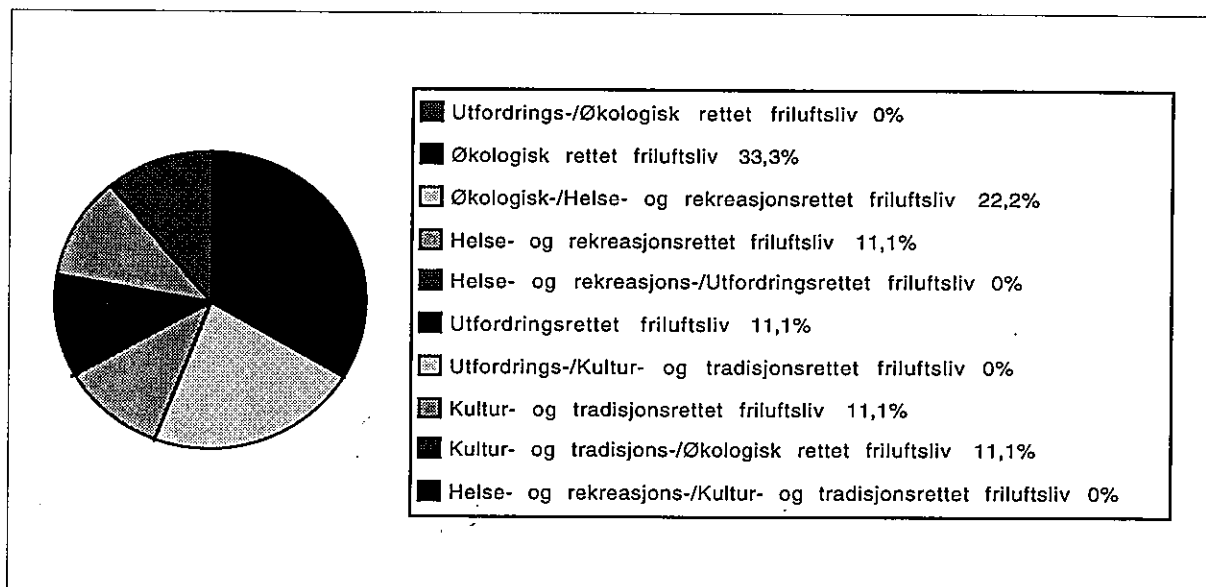 Utfordrings-/Økologisk rettet friluftsliv 0%
Økologisk rettet friluftsliv 33,3%
Økologisk-/Helse- og rekreasjonsrettet friluftsliv 22,2%
Helse- og rekreasjonsrettet friluftsliv 11,1%
Helse- og rekreasjons-/Utfordringsrettet friluftsliv 0%
Utfordringsrettet friluftsliv 11,1%
Utfordrings-/Kultur- og tradisjonsrettet friluftsliv 0%
Kultur- og tradisjonsrettet friluftsliv 11,1%
Kultur- og tradisjons-/Økologisk rettet friluftsliv 11,1%
Helse- og rekreasjons-/Kultur- og tradisjonsrettet friluftsliv 0%